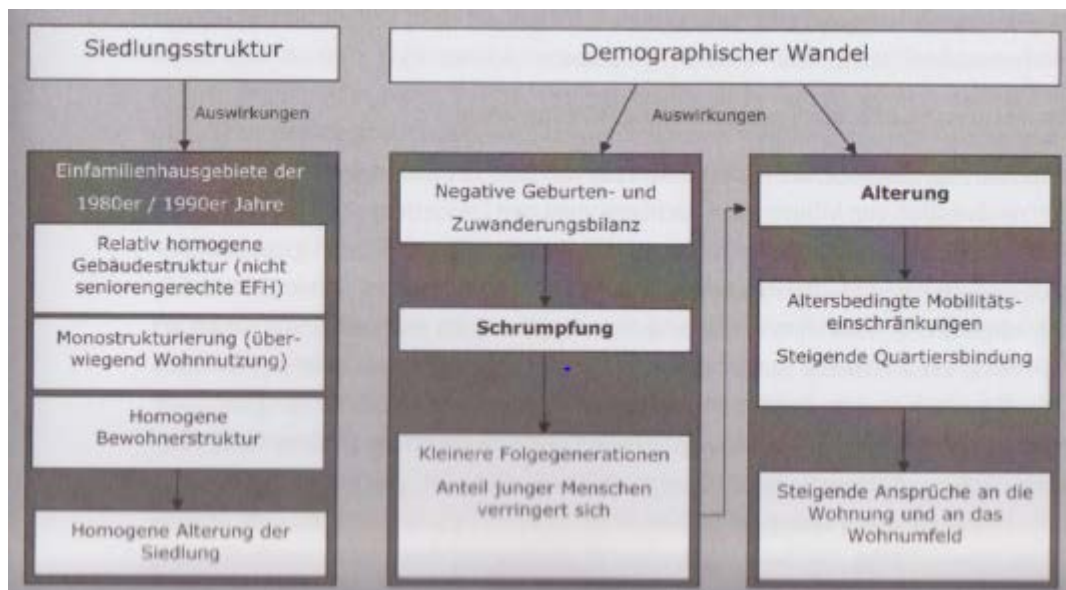 Siedlungsstruktur
Auswirkungen
Einfamilienhausgebiete der
1980er / 1990er Jahre
Relativ homogene
Gebäudestruktur (nicht
seniorengerechte EFH)
Monostrukturierung (über-
wiegend Wohnnutzung)
Homogene
Bewohnerstruktur
Homogene Alterung der
Siedlung
Demographischer Wandel
Auswirkungen
Negative Geburten- und
Zuwanderungsbilanz
Schrumpfung
Kleinere Folgegenerationen
Anteil junger Menschen
verringert sich
Alterung
Altersbedingte Mobilitäts-
einschränkungen
Steigende Quartiersbindung
Steigende Ansprüche an die
Wohnung und an das
Wohnumfeld